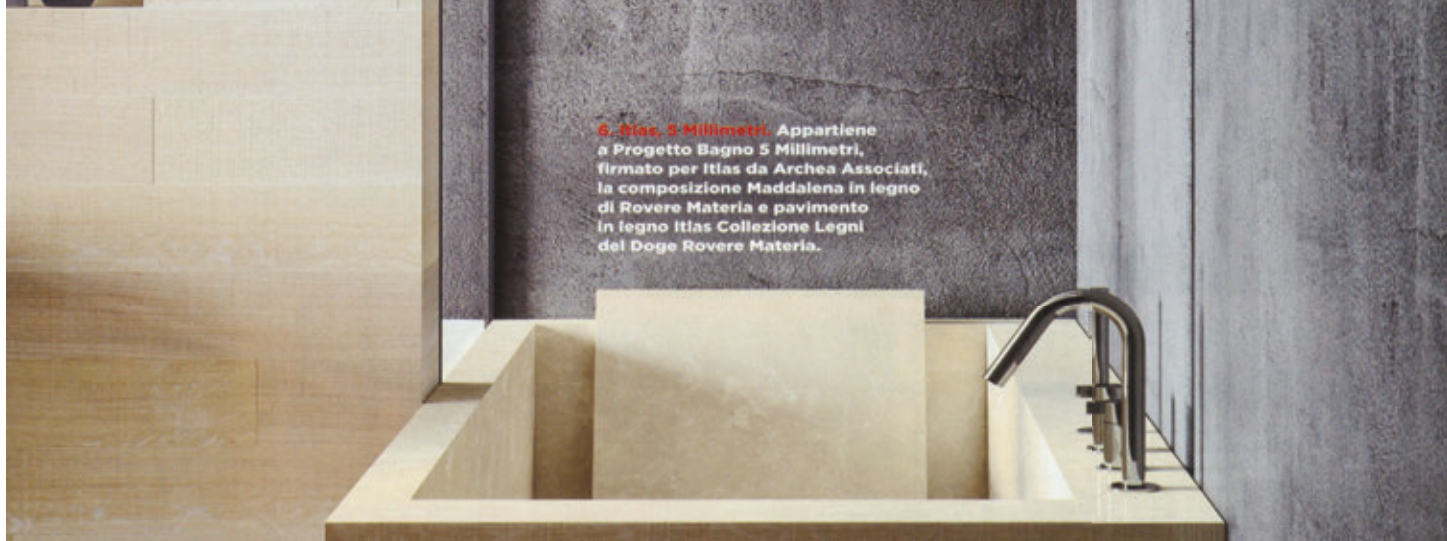 6. Itlas, 5 Millimetri. Appartiene
a Progetto Bagno 5 Millimetri,
firmato per Itlas da Archea Associati,
la composizione Maddalena in legno
di Rovere Materia e pavimento
in legno Itlas Collezione Legni
del Doge Rovere Materia.